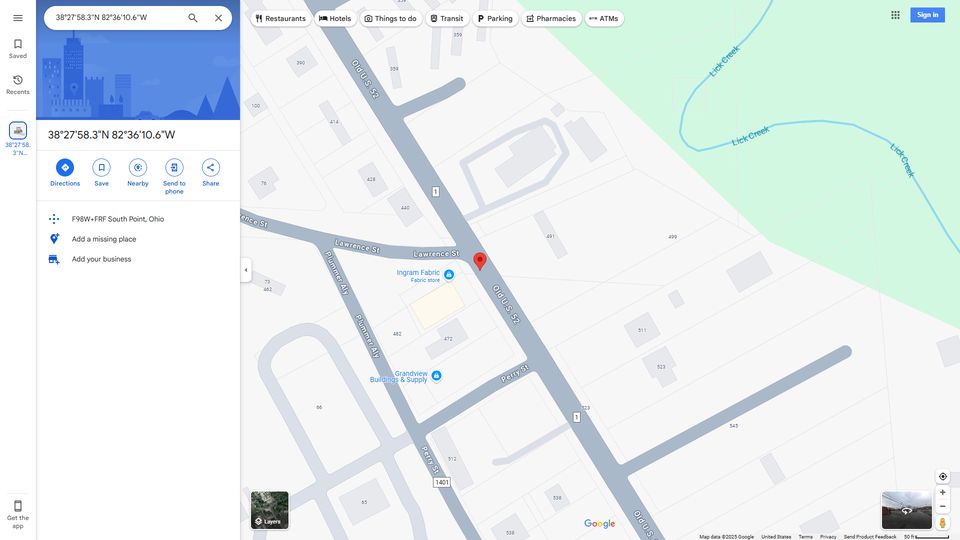 38°27'58.3"N 82°36'10.6"W
Restaurants
Hotels
Things to do
Transit
Parking
Pharmacies
ATMs
Sign in
Saved
Recents
38°27'58.
3"N...
38°27'58.3"N 82°36'10.6"W
Directions
Save
Nearby
Send to
phone
Share
F98W+FRF South Point, Ohio
Add a missing place
Add your business
Get the
app
Old U.S. 52
Lick Creek
Lick Creek
Lick Creek
390
359
359
100
414
76
428
440
1
491
499
ence St
Lawrence St
Lawrence St
Plummer Aly
Ingram Fabric
Fabric store
73
462
Old U.S. 52
Plummer Aly
482
472
511
523
Grandview
Buildings & Supply
Perry St
66
1
523
545
512
Perry St
1401
65
538
538
Old U.S
Layers
Google
Map data ©2025 Google
United States
Terms
Privacy
Send Product Feedback
50 ft